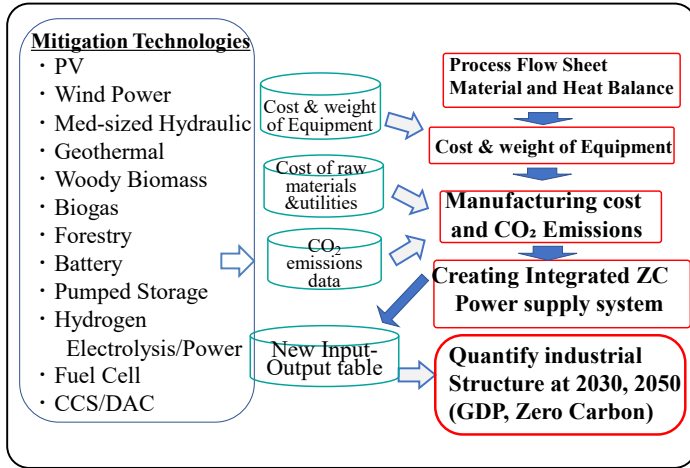 Mitigation Technologies
・PV
・Wind Power
・Med-sized Hydraulic
・Geothermal
・Woody Biomass
・Biogas
・Forestry
・Battery
・Pumped Storage
・Hydrogen
Electrolysis/Power
・Fuel Cell
・CCS/DAC
Cost & weight
of Equipment
Cost of raw
materials
&utilities
CO₂
emissions
data
New Input-
Output table
Process Flow Sheet
Material and Heat Balance
Cost & weight of Equipment
Manufacturing cost
and CO₂ Emissions
Creating Integrated ZC
Power supply system
Quantify industrial
Structure at 2030, 2050
(GDP, Zero Carbon)